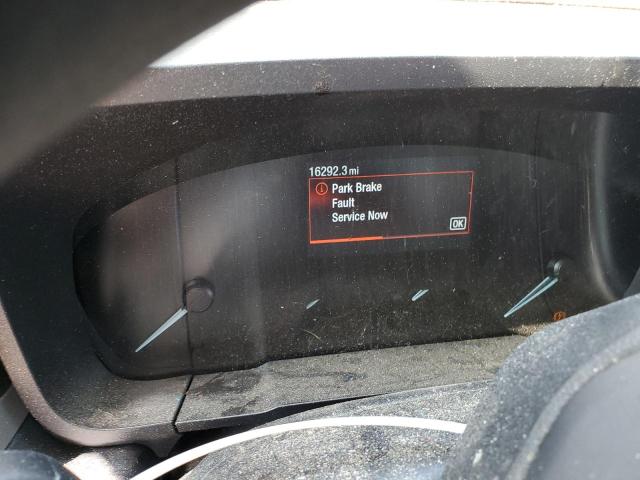 16292.3 mi
Park Brake
Fault
Service Now
OK